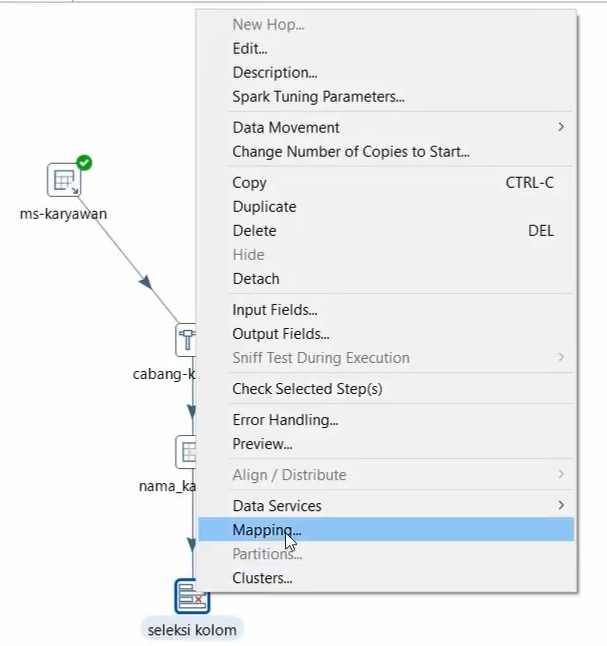 New Hop...
Edit...
Description...
Spark Tuning Parameters...
Data Movement
Change Number of Copies to Start...
Copy CTRL-C
Duplicate
Delete DEL
Hide
Detach
Input Fields...
Output Fields...
Sniff Test During Execution
Check Selected Step(s)
Error Handling...
Preview...
Align / Distribute
Data Services
Mapping...
Partitions...
Clusters...
ms-karyawan
cabang-k
nama_ka
seleksi kolom